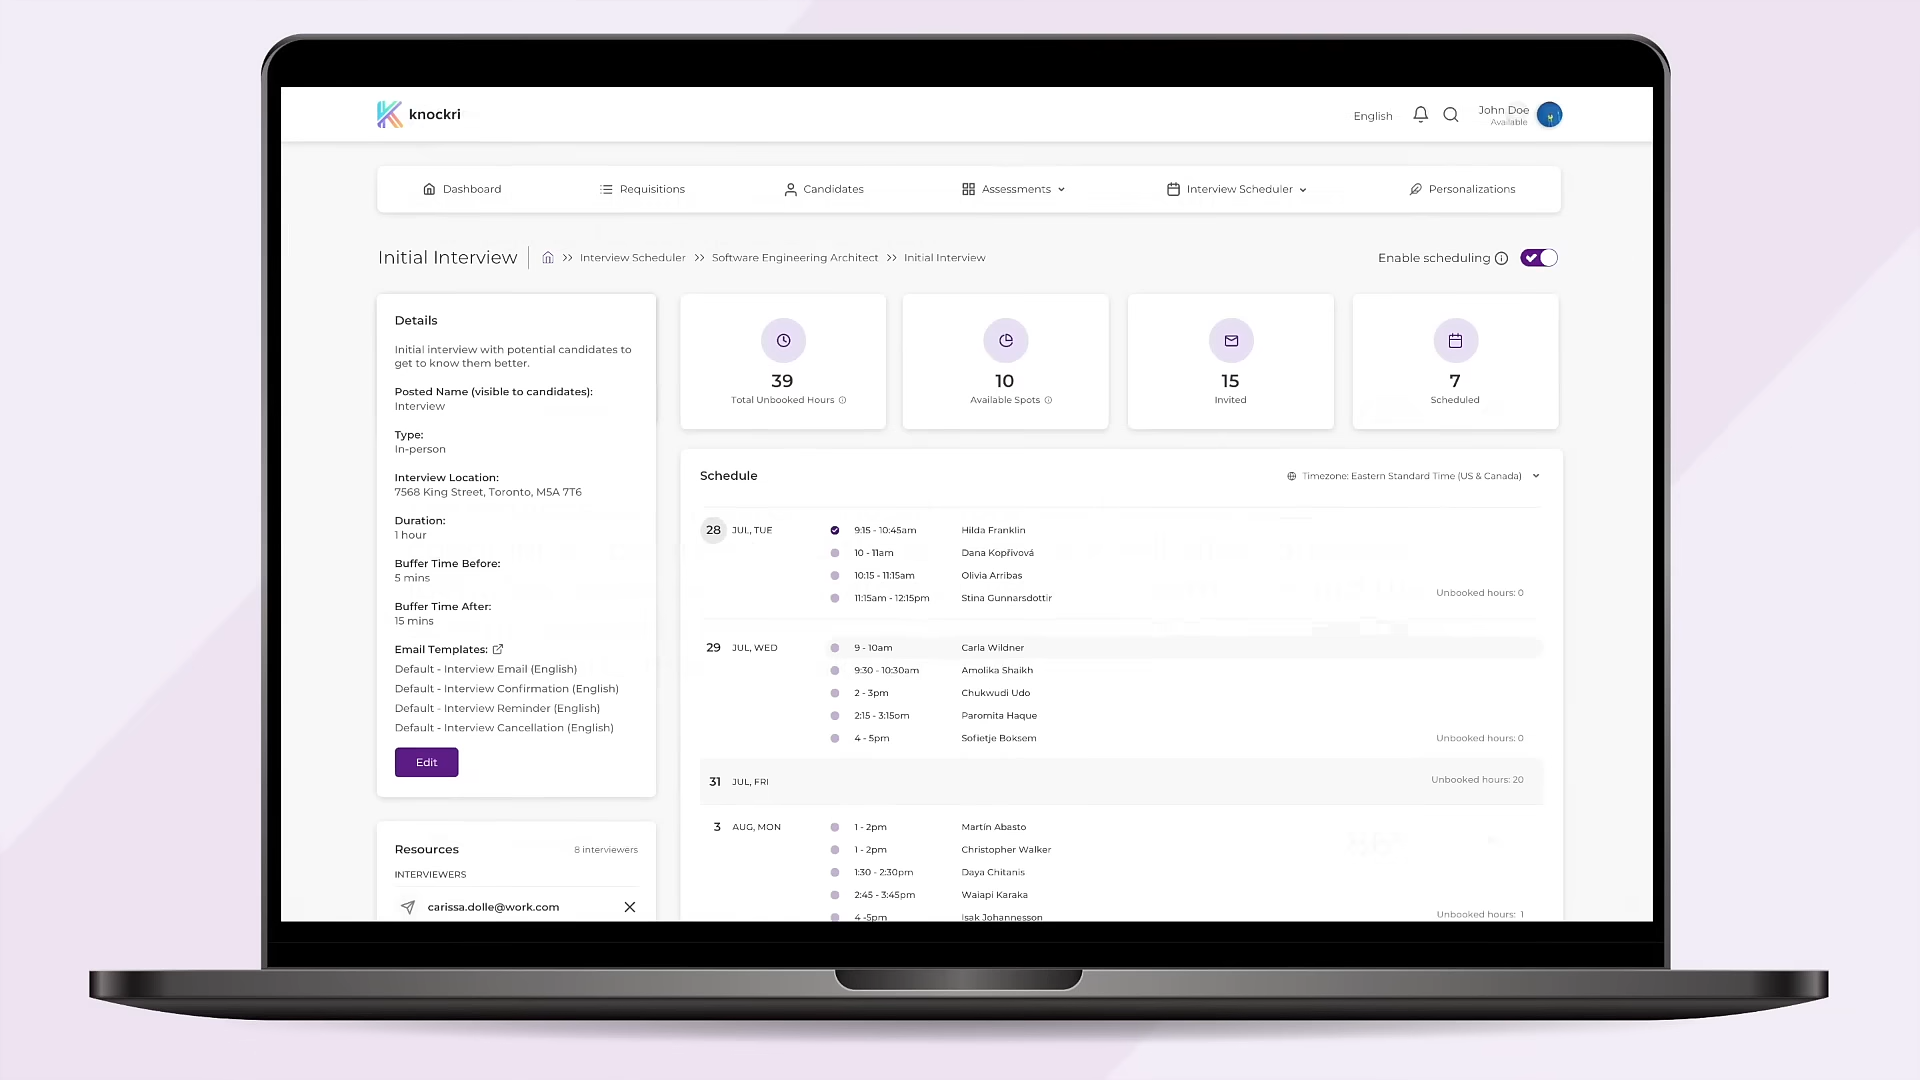 knockri
English
John Doe
Available
Dashboard
Requisitions
Candidates
Assessments
Interview Scheduler
Personalizations
Initial Interview
>> Interview Scheduler >> Software Engineering Architect >> Initial Interview
Enable scheduling
Details
Initial interview with potential candidates to
get to know them better.
Posted Name (visible to candidates):
Interview
Type:
In-person
Interview Location:
7568 King Street, Toronto, M5A 7T6
Duration:
1 hour
Buffer Time Before:
5 mins
Buffer Time After:
15 mins
Email Templates:
Default - Interview Email (English)
Default - Interview Confirmation (English)
Default - Interview Reminder (English)
Default - Interview Cancellation (English)
Edit
Resources
8 interviewers
INTERVIEWERS
carissa.dolle@work.com
39
Total Unbooked Hours
10
Available Spots
15
Invited
7
Scheduled
Schedule
Timezone: Eastern Standard Time (US & Canada)
28 JUL, TUE
9:15 - 10:45am Hilda Franklin
10 - 11am Dana Kopřivová
10:15 - 11:15am Olivia Arribas
11:15am - 12:15pm Stina Gunnarsdottir
Unbooked hours: 0
29 JUL, WED
9 - 10am Carla Wildner
9:30 - 10:30am Amolika Shaikh
2 - 3pm Chukwudi Udo
2:15 - 3:15pm Paromita Haque
4 - 5pm Sofietje Boksem
Unbooked hours: 0
31 JUL, FRI
Unbooked hours: 20
3 AUG, MON
1 - 2pm Martín Abasto
1 - 2pm Christopher Walker
1:30 - 2:30pm Daya Chitanis
2:45 - 3:45pm Waiapi Karaka
4 -5pm Isak Johannesson
Unbooked hours: 1